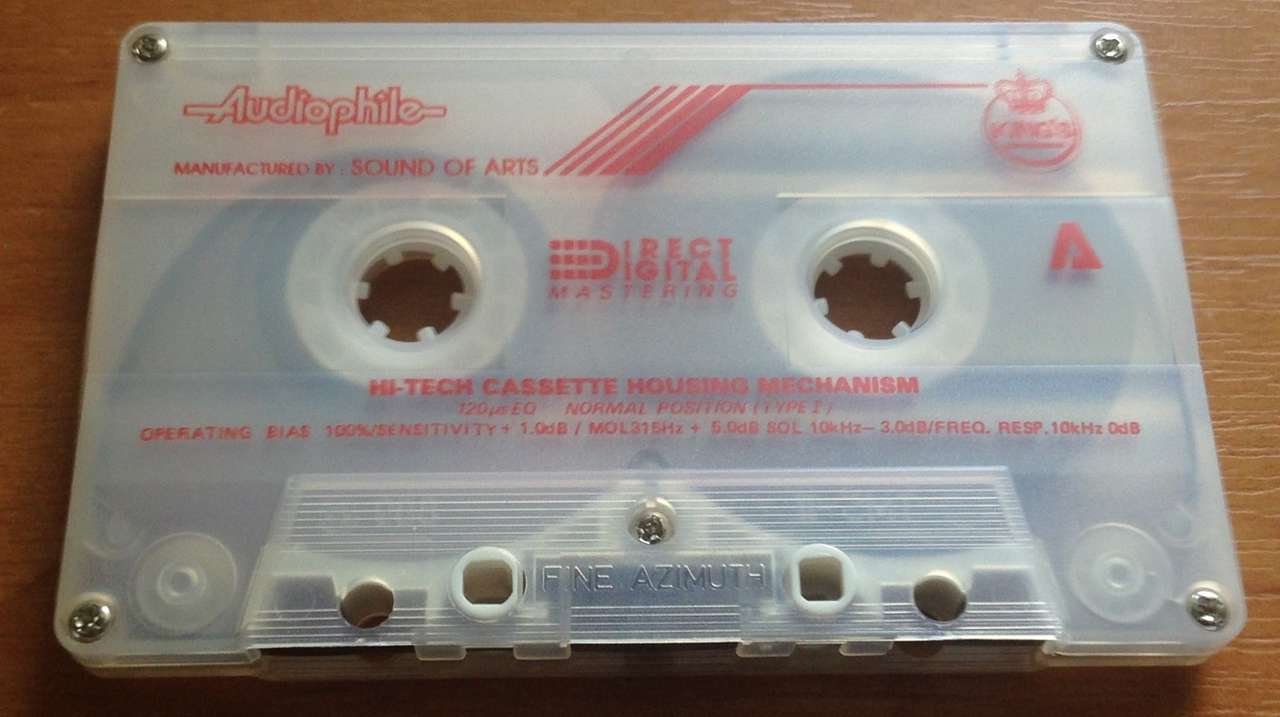 Audiophile
KING'S
MANUFACTURED BY : SOUND OF ARTS
A
DIRECT
DIGITAL
MASTERING
HI-TECH CASSETTE HOUSING MECHANISM
120µs EQ NORMAL POSITION (TYPE I)
OPERATING BIAS 100%/SENSITIVITY + 1.0dB / MOL315Hz + 5.0dB SOL 10kHz – 3.0dB/FREQ. RESP. 10kHz 0dB
FINE AZIMUTH